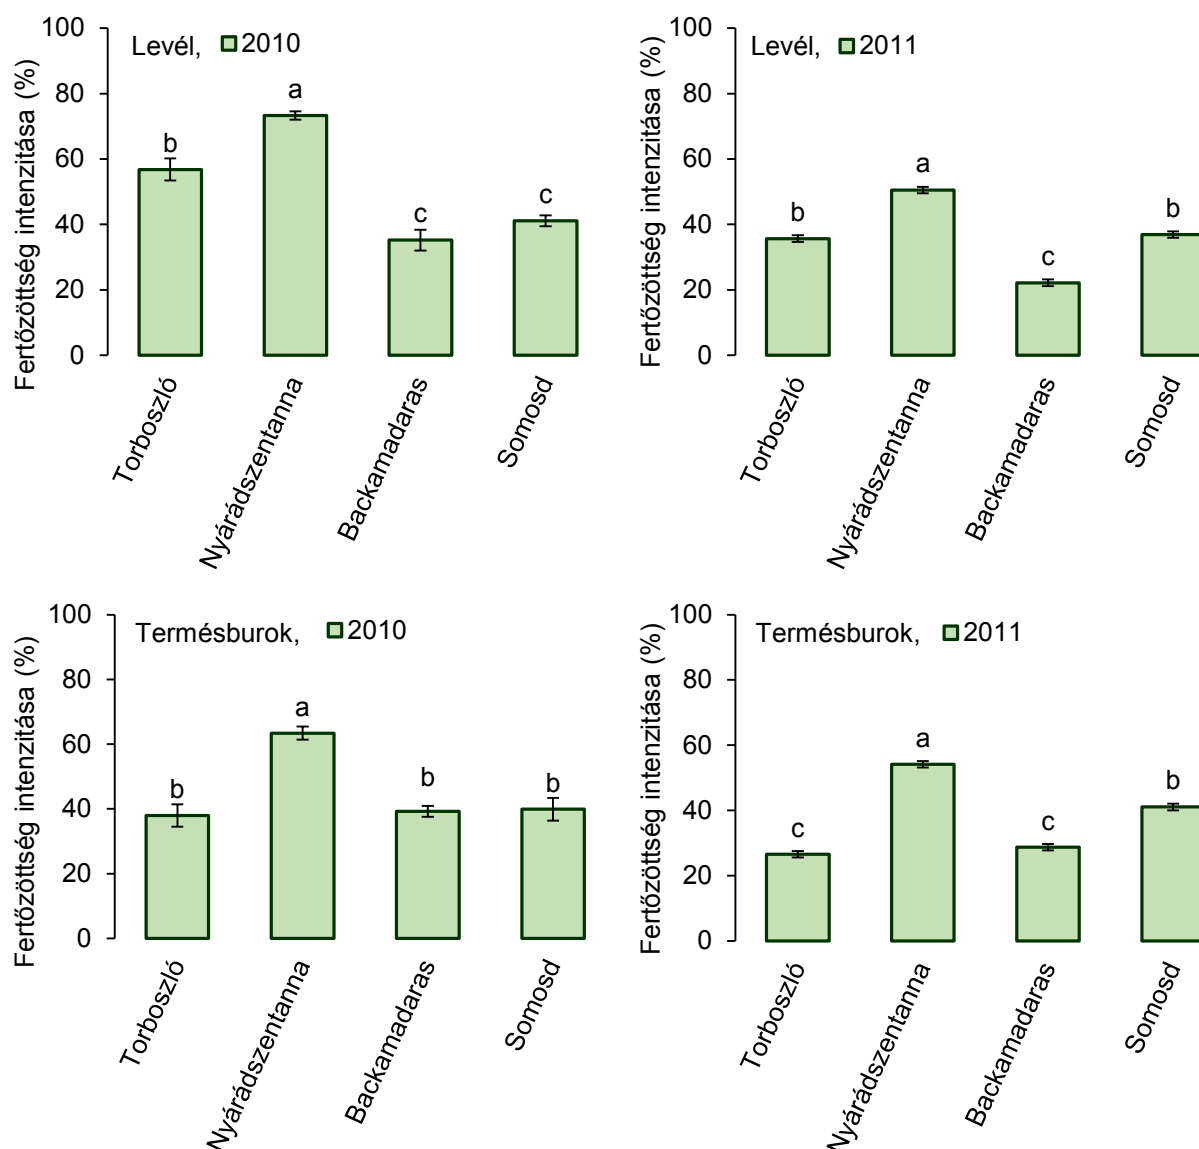 Fertőzöttség intenzitása (%)
100
80
60
40
20
0
Levél, 2010
b
a
c
c
Torboszló
Nyárádszentanna
Backamadaras
Somosd
Fertőzöttség intenzitása (%)
100
80
60
40
20
0
Levél, 2011
b
a
c
b
Torboszló
Nyárádszentanna
Backamadaras
Somosd
Fertőzöttség intenzitása (%)
100
80
60
40
20
0
Termésburok, 2010
b
a
b
b
Torboszló
Nyárádszentanna
Backamadaras
Somosd
Fertőzöttség intenzitása (%)
100
80
60
40
20
0
Termésburok, 2011
c
a
c
b
Torboszló
Nyárádszentanna
Backamadaras
Somosd